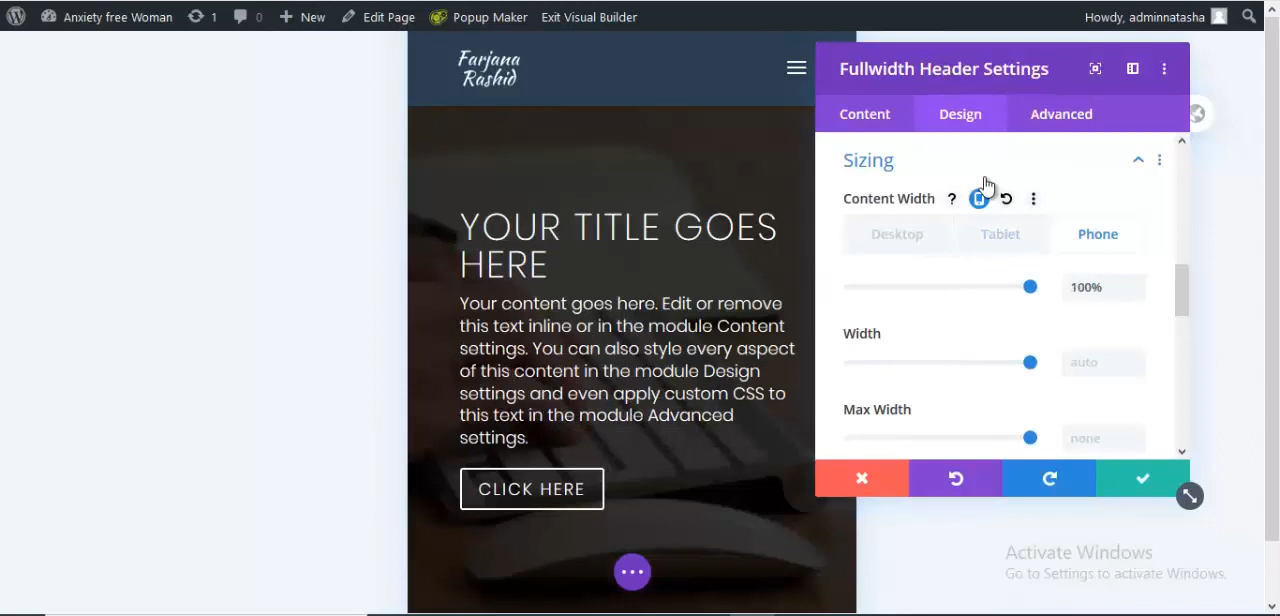 Anxiety free Woman 1 0 New Edit Page Popup Maker Exit Visual Builder Howdy, adminnatasha
Farjana
Rashid
YOUR TITLE GOES
HERE
Your content goes here. Edit or remove
this text inline or in the module Content
settings. You can also style every aspect
of this content in the module Design
settings and even apply custom CSS to
this text in the module Advanced
settings.
CLICK HERE
Fullwidth Header Settings
Content Design Advanced
Sizing
Content Width ?
Desktop Tablet Phone
100%
Width
auto
Max Width
none
Activate Windows
Go to Settings to activate Windows.